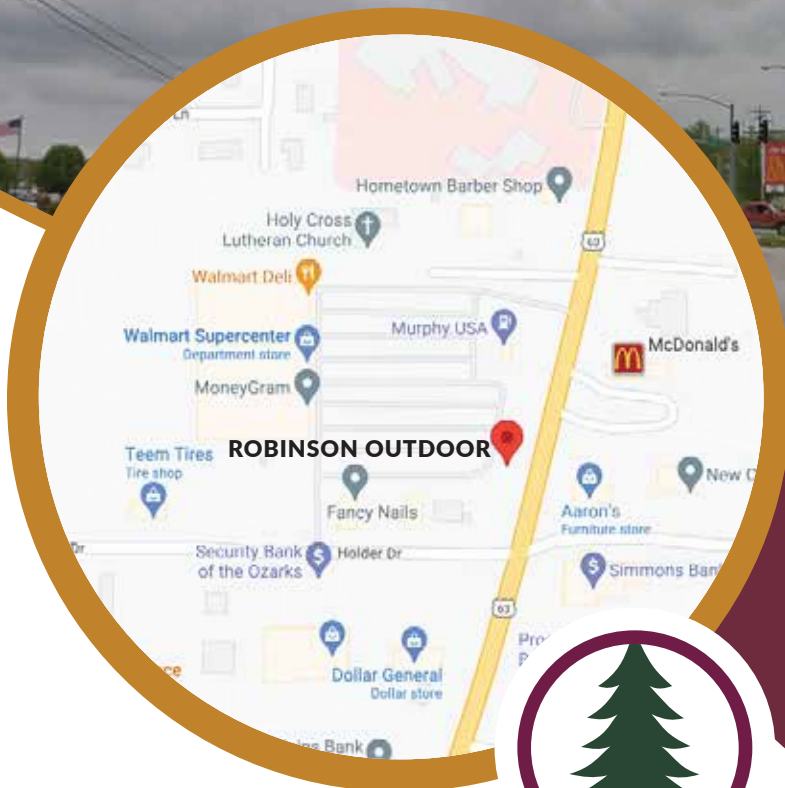 Ln
Hometown Barber Shop
Holy Cross
Lutheran Church
63
Walmart Deli
Murphy USA
Walmart Supercenter
Department store
McDonald's
MoneyGram
ROBINSON OUTDOOR
Teem Tires
Tire shop
New
Fancy Nails
Aaron's
Furniture store
Dr
Security Bank
of the Ozarks
Holder Dr
Simmons Bank
63
Dollar General
Dollar store
Bank